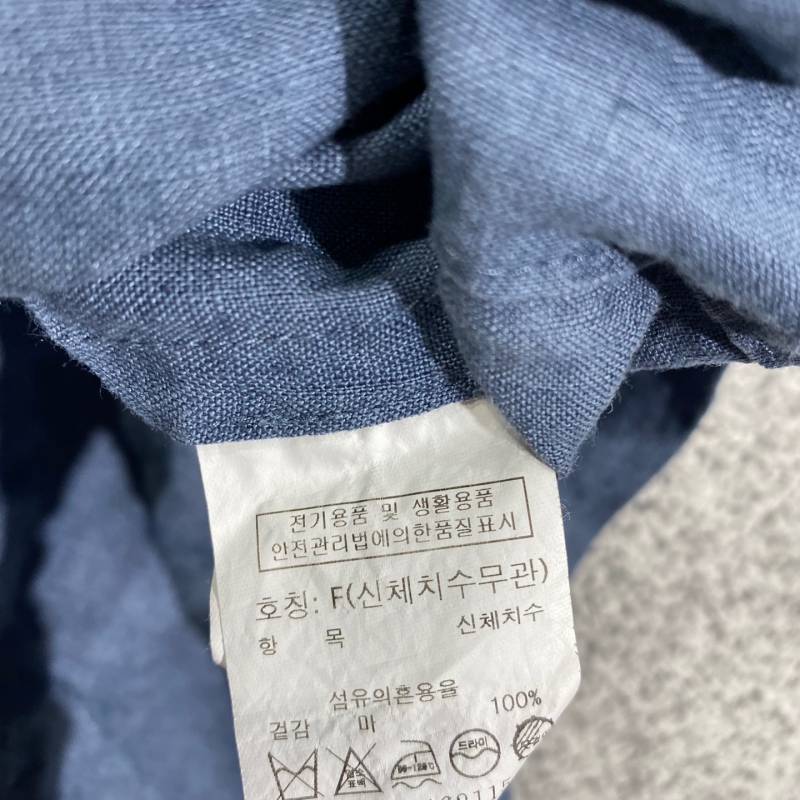 전기용품 및 생활용품
안전관리법에의한품질표시
호칭: F(신체치수무관)
항 목 신체치수
섬유의혼용율
겉감 마 100%
드라이